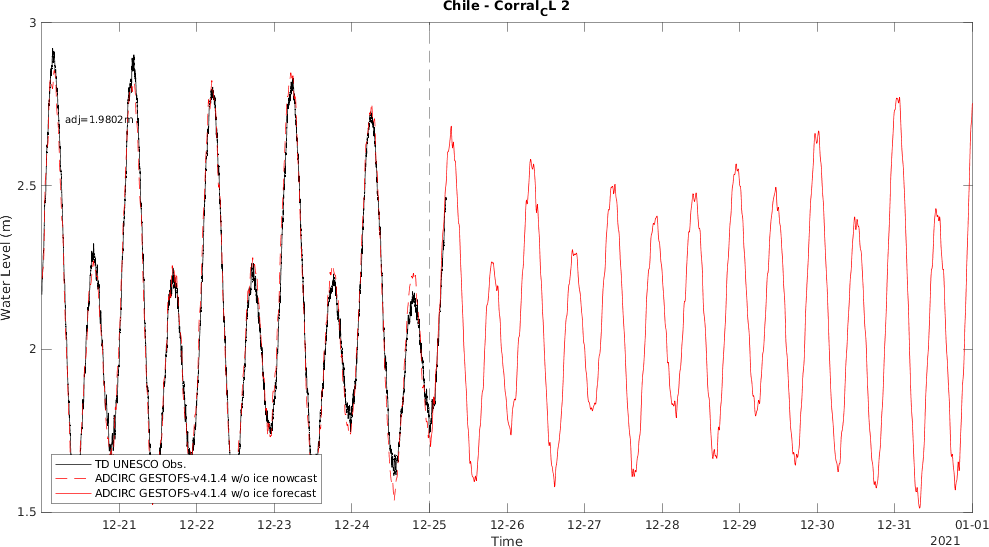 Chile - Corral_CL 2
3
adj=1.9802m
2.5
Water Level (m)
2
TD UNESCO Obs.
ADCIRC GESTOFS-v4.1.4 w/o ice nowcast
ADCIRC GESTOFS-v4.1.4 w/o ice forecast
1.5
12-21 12-22 12-23 12-24 12-25 12-26 12-27 12-28 12-29 12-30 12-31 01-01
Time
2021